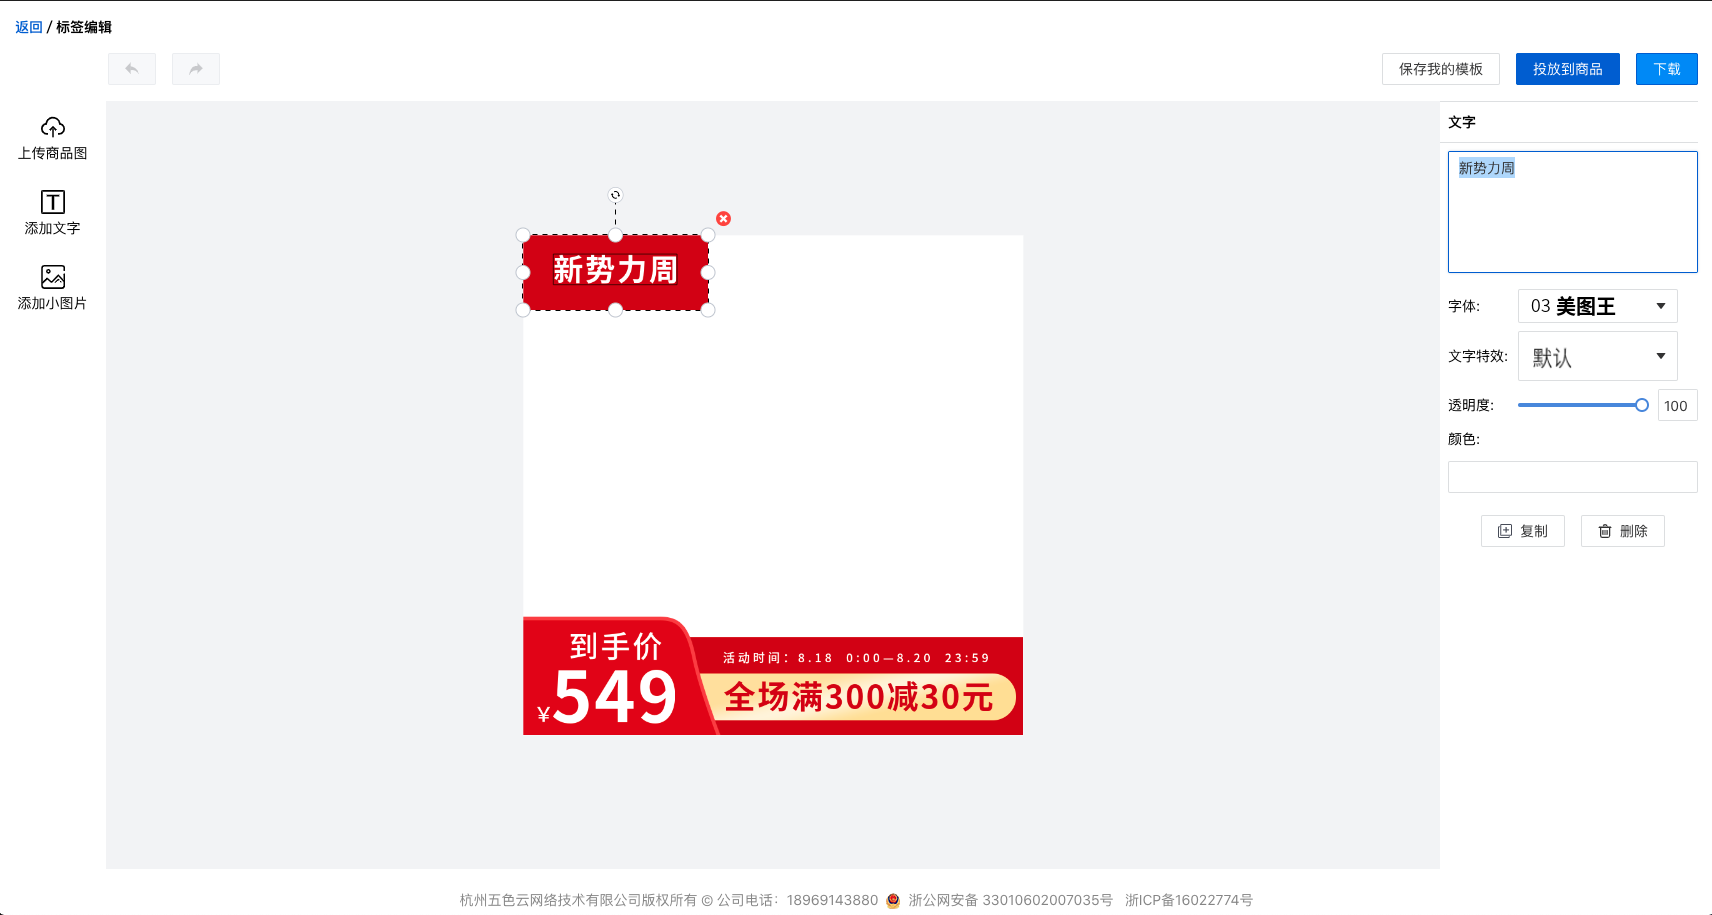 返回 / 标签编辑
保存我的模板
投放到商品
下载
上传商品图
添加文字
添加小图片
新势力周
到手价
¥549
活动时间：8.18 0:00—8.20 23:59
全场满300减30元
文字
新势力周
字体:
03 美图王
文字特效:
默认
透明度:
100
颜色:
复制
删除
杭州五色云网络技术有限公司版权所有 © 公司电话：18969143880 浙公网安备 33010602007035号 浙ICP备16022774号